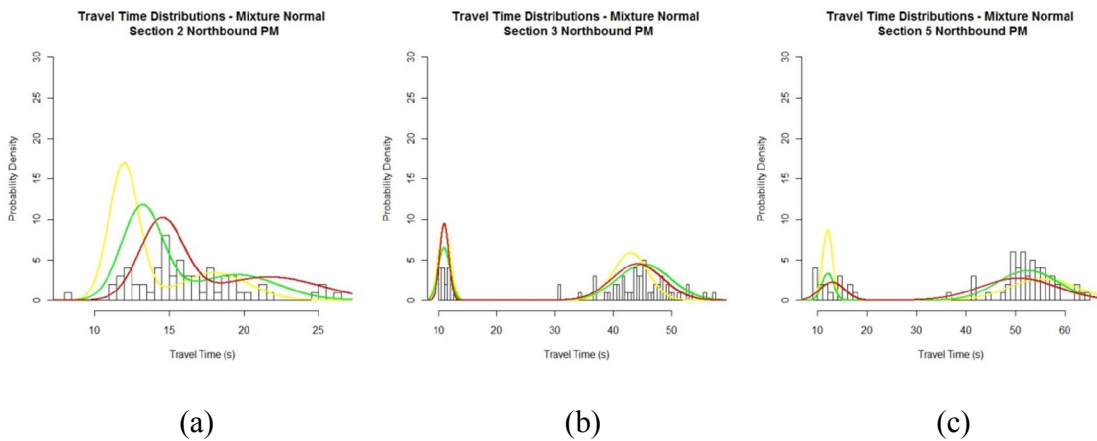 Travel Time Distributions - Mixture Normal
Section 2 Northbound PM
Probability Density
30
25
20
15
10
5
0
10 15 20 25
Travel Time (s)
(a)
Travel Time Distributions - Mixture Normal
Section 3 Northbound PM
Probability Density
30
25
20
15
10
5
0
10 20 30 40 50
Travel Time (s)
(b)
Travel Time Distributions - Mixture Normal
Section 5 Northbound PM
Probability Density
30
25
20
15
10
5
0
10 20 30 40 50 60
Travel Time (s)
(c)